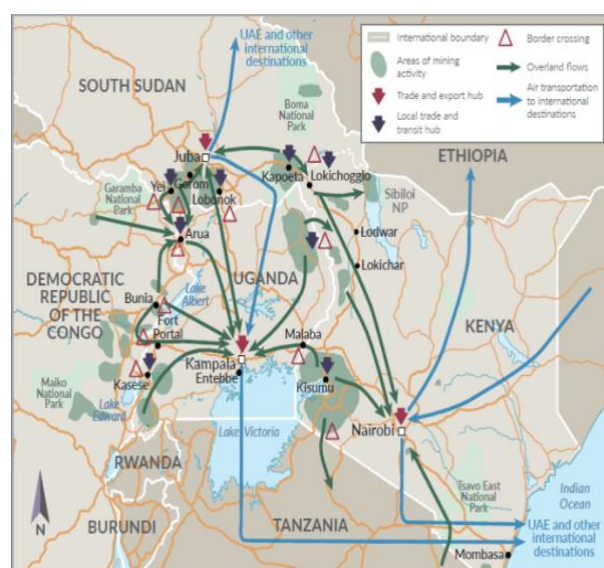 UAE and other
international
destinations
International boundary
Areas of mining
activity
Trade and export hub
Local trade and
transit hub
Border crossing
Overland flows
Air transportation
to international
destinations
SOUTH SUDAN
Boma
National
Park
ETHIOPIA
Juba
Kapoeta
Lokichoggio
Yei
Gorom
Lobonok
Garamba
National
Park
Sibiloi
NP
Arua
Lodwar
Lokichar
DEMOCRATIC
REPUBLIC
OF THE
CONGO
UGANDA
Lake
Albert
Bunia
Fort
Portal
KENYA
Malaba
Kampala
Entebbe
Kasese
Kisumu
Maiko
National
Park
Lake
Edward
Nairobi
Lake Victoria
RWANDA
Tsavo East
National
Park
Indian
Ocean
BURUNDI
TANZANIA
UAE and other
international
destinations
Mombasa
N